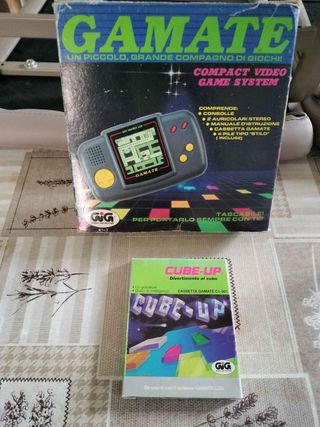 GAMATE
UN PICCOLO, GRANDE COMPAGNO DI GIOCHI!
COMPACT VIDEO
GAME SYSTEM
COMPRENDE:
• CONSOLLE
• 2 AURICOLARI STEREO
• MANUALE D'ISTRUZIONE
• CASSETTA GAMATE
• 4 PILE TIPO "STILO"
( INCLUSE)
GAMATE
GIG
TASCABILE!
PER PORTARLO SEMPRE CON TE!
CUBE-UP
Divertimento al cubo
• Un giocatore
CASSETTA GAMATE
CUBE-UP
GIG